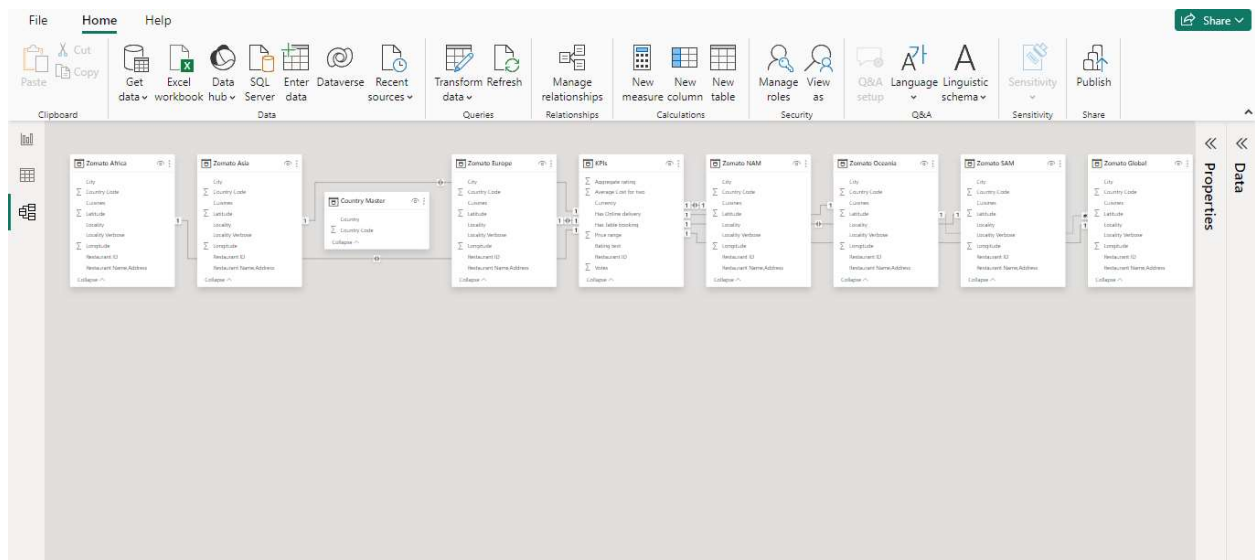 File Home Help Share
Paste
Cut
Copy
Get data
Excel workbook
Data hub
SQL Server
Enter data
Dataverse
Recent sources
Transform data
Refresh
Manage relationships
New measure
New column
New table
Manage roles
View as
Q&A setup
Language
Linguistic schema
Sensitivity
Publish
Clipboard Data Queries Relationships Calculations Security Q&A Sensitivity Share
Properties
Data
Zomato Africa
City
Country Code
Cuisines
Latitude
Locality
Locality Verbose
Longitude
Restaurant ID
Restaurant Name,Address
Collapse
Zomato Asia
City
Country Code
Cuisines
Latitude
Locality
Locality Verbose
Longitude
Restaurant ID
Restaurant Name,Address
Collapse
Country Master
Country
Country Code
Collapse
Zomato Europe
City
Country Code
Cuisines
Latitude
Locality
Locality Verbose
Longitude
Restaurant ID
Restaurant Name,Address
Collapse
KPIs
Aggregate rating
Average Cost for two
Currency
Has Online delivery
Has Table booking
Price range
Rating text
Restaurant ID
Votes
Collapse
Zomato NAM
City
Country Code
Cuisines
Latitude
Locality
Locality Verbose
Longitude
Restaurant ID
Restaurant Name,Address
Collapse
Zomato Oceania
City
Country Code
Cuisines
Latitude
Locality
Locality Verbose
Longitude
Restaurant ID
Restaurant Name,Address
Collapse
Zomato SAM
City
Country Code
Cuisines
Latitude
Locality
Locality Verbose
Longitude
Restaurant ID
Restaurant Name,Address
Collapse
Zomato Global
City
Country Code
Cuisines
Latitude
Locality
Locality Verbose
Longitude
Restaurant ID
Restaurant Name,Address
Collapse